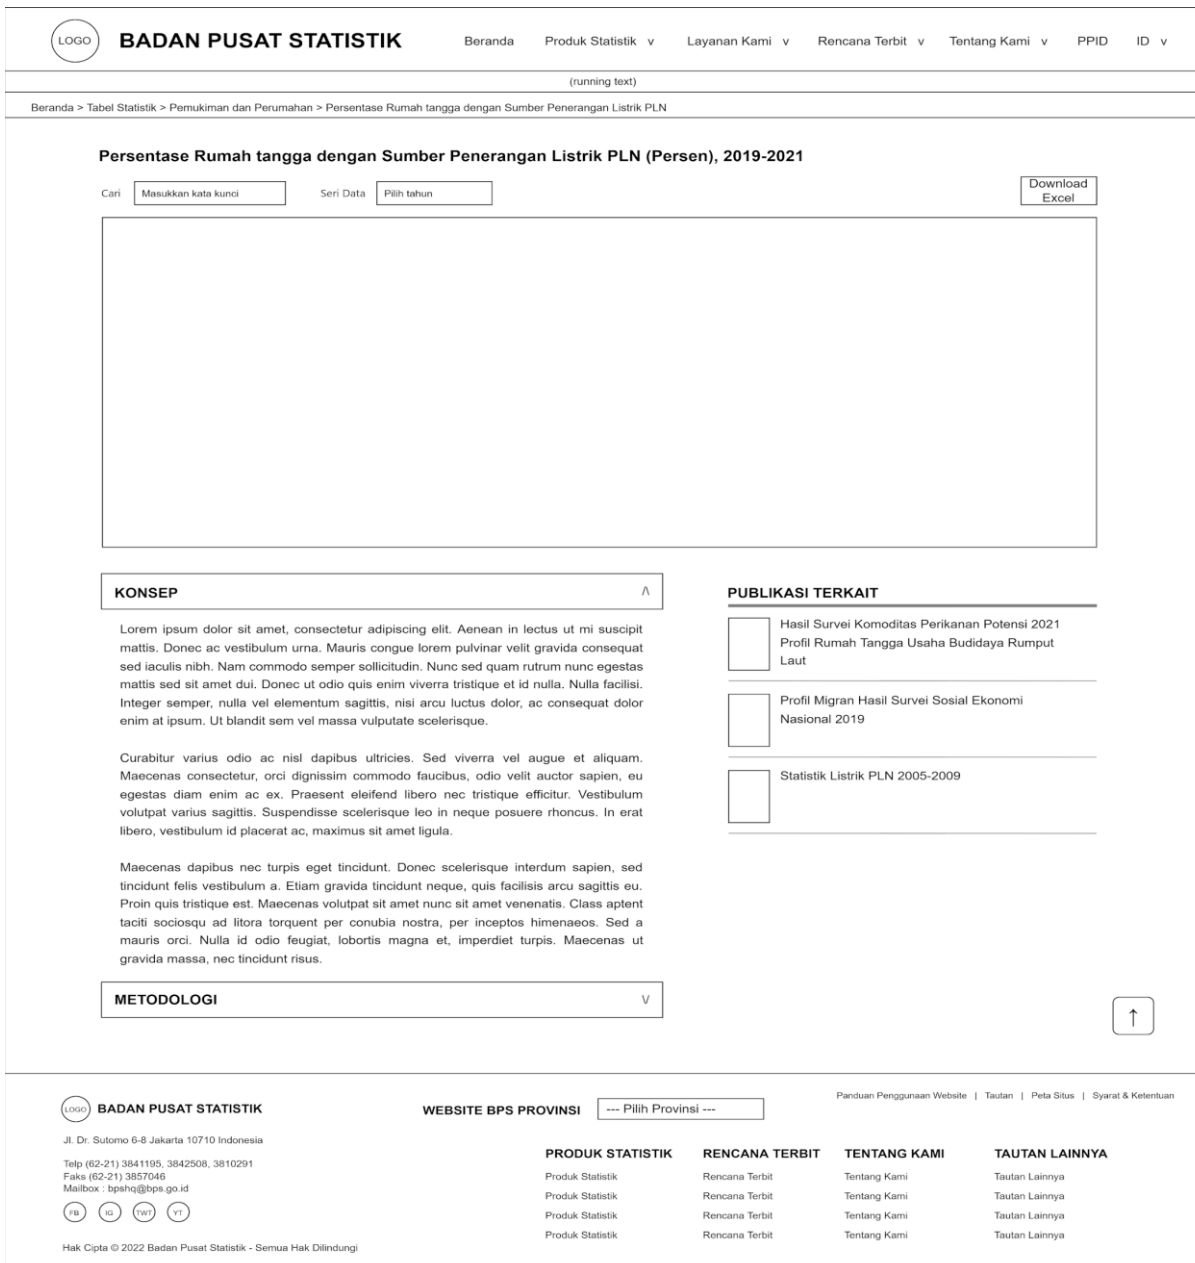 LOGO BADAN PUSAT STATISTIK Beranda Produk Statistik v Layanan Kami v Rencana Terbit v Tentang Kami v PPID ID v
(running text)
Beranda > Tabel Statistik > Pemukiman dan Perumahan > Persentase Rumah tangga dengan Sumber Penerangan Listrik PLN
Persentase Rumah tangga dengan Sumber Penerangan Listrik PLN (Persen), 2019-2021
Cari Masukkan kata kunci Seri Data Pilih tahun
Download
Excel
KONSEP
Lorem ipsum dolor sit amet, consectetur adipiscing elit. Aenean in lectus ut mi suscipit
mattis. Donec ac vestibulum urna. Mauris congue lorem pulvinar velit gravida consequat
sed iaculis nibh. Nam commodo semper sollicitudin. Nunc sed quam rutrum nunc egestas
mattis sed sit amet dui. Donec ut odio quis enim viverra tristique et id nulla. Nulla facilisi.
Integer semper, nulla vel elementum sagittis, nisi arcu luctus dolor, ac consequat dolor
enim at ipsum. Ut blandit sem vel massa vulputate scelerisque.
Curabitur varius odio ac nisl dapibus ultricies. Sed viverra vel augue et aliquam.
Maecenas consectetur, orci dignissim commodo faucibus, odio velit auctor sapien, eu
egestas diam enim ac ex. Praesent eleifend libero nec tristique efficitur. Vestibulum
volutpat varius sagittis. Suspendisse scelerisque leo in neque posuere rhoncus. In erat
libero, vestibulum id placerat ac, maximus sit amet ligula.
Maecenas dapibus nec turpis eget tincidunt. Donec scelerisque interdum sapien, sed
tincidunt felis vestibulum a. Etiam gravida tincidunt neque, quis facilisis arcu sagittis eu.
Proin quis tristique est. Maecenas volutpat sit amet nunc sit amet venenatis. Class aptent
taciti sociosqu ad litora torquent per conubia nostra, per inceptos himenaeos. Sed a
mauris orci. Nulla id odio feugiat, lobortis magna et, imperdiet turpis. Maecenas ut
gravida massa, nec tincidunt risus.
METODOLOGI
PUBLIKASI TERKAIT
Hasil Survei Komoditas Perikanan Potensi 2021
Profil Rumah Tangga Usaha Budidaya Rumput
Laut
Profil Migran Hasil Survei Sosial Ekonomi
Nasional 2019
Statistik Listrik PLN 2005-2009
↑
LOGO BADAN PUSAT STATISTIK
Jl. Dr. Sutomo 6-8 Jakarta 10710 Indonesia
Telp (62-21) 3841195, 3842508, 3810291
Faks (62-21) 3857046
Mailbox : bpshq@bps.go.id
FB IG TWT YT
Hak Cipta © 2022 Badan Pusat Statistik - Semua Hak Dilindungi
WEBSITE BPS PROVINSI --- Pilih Provinsi ---
Panduan Penggunaan Website | Tautan | Peta Situs | Syarat & Ketentuan
PRODUK STATISTIK RENCANA TERBIT TENTANG KAMI TAUTAN LAINNYA
Produk Statistik Rencana Terbit Tentang Kami Tautan Lainnya
Produk Statistik Rencana Terbit Tentang Kami Tautan Lainnya
Produk Statistik Rencana Terbit Tentang Kami Tautan Lainnya
Produk Statistik Rencana Terbit Tentang Kami Tautan Lainnya